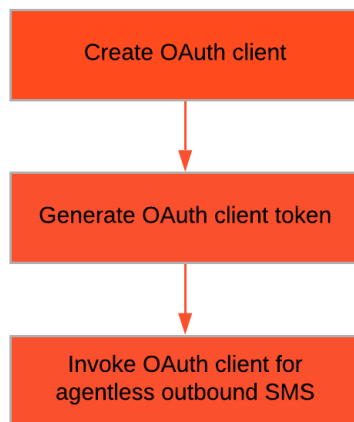 Create OAuth client
Generate OAuth client token
Invoke OAuth client for
agentless outbound SMS